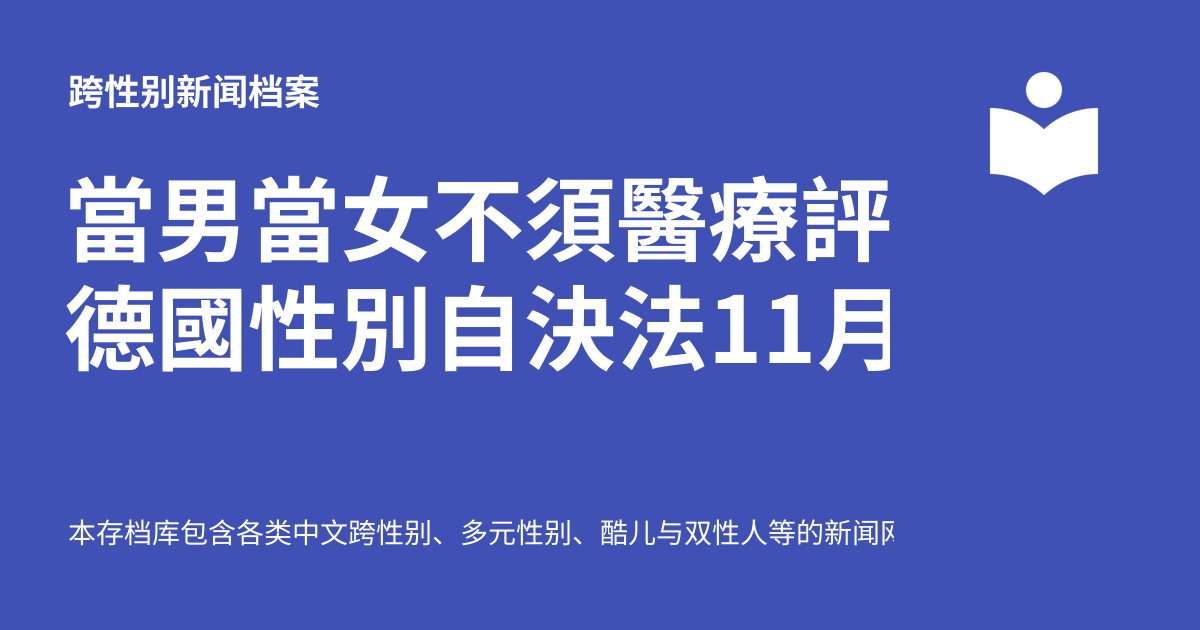 跨性别新闻档案
當男當女不須醫療評
德國性別自決法11月
本存档库包含各类中文跨性别、多元性别、酷儿与双性人等的新闻网